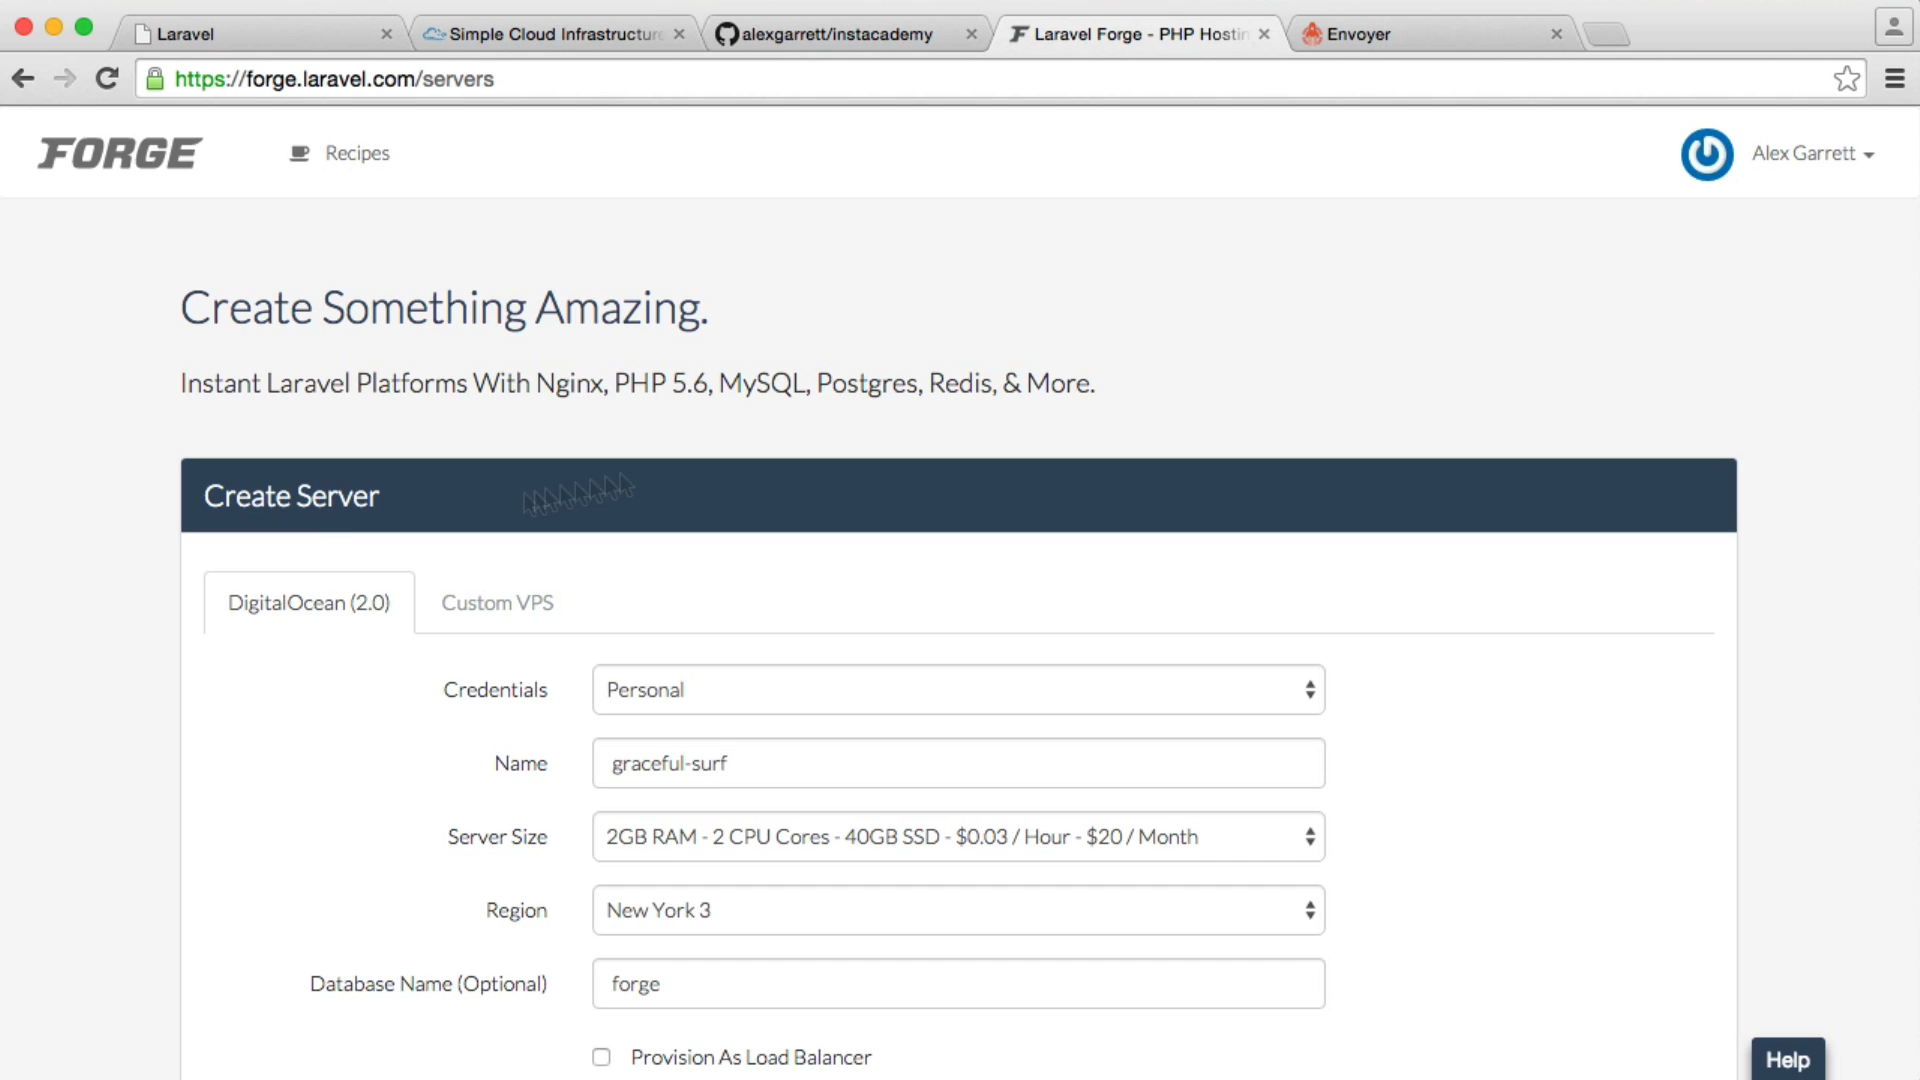 Laravel
Simple Cloud Infrastructure
alexgarrett/instacademy
Laravel Forge - PHP Hostin
Envoyer
https://forge.laravel.com/servers
FORGE
Recipes
Alex Garrett
Create Something Amazing.
Instant Laravel Platforms With Nginx, PHP 5.6, MySQL, Postgres, Redis, & More.
Create Server
DigitalOcean (2.0)
Custom VPS
Credentials
Personal
Name
graceful-surf
Server Size
2GB RAM - 2 CPU Cores - 40GB SSD - $0.03 / Hour - $20 / Month
Region
New York 3
Database Name (Optional)
forge
Provision As Load Balancer
Help